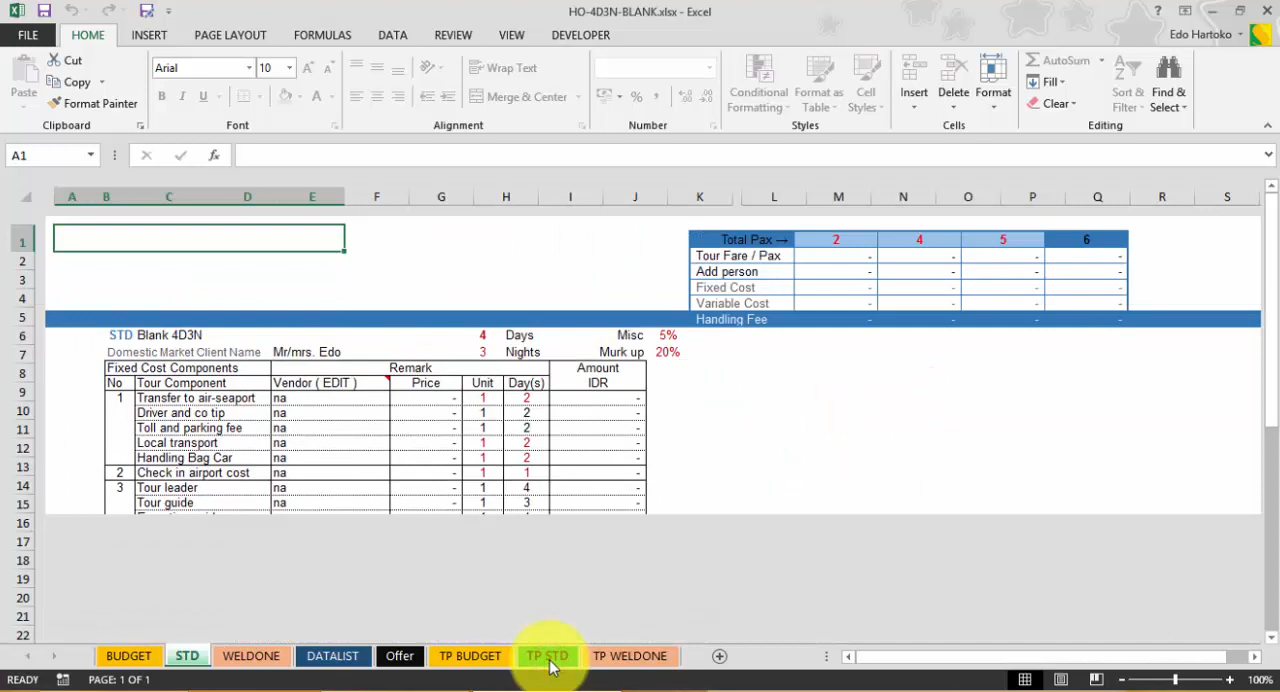 HO-4D3N-BLANK.xlsx - Excel
FILE HOME INSERT PAGE LAYOUT FORMULAS DATA REVIEW VIEW DEVELOPER Edo Hartoko
Cut
Copy
Format Painter
Paste
Clipboard
Arial 10
B I U
Font
Wrap Text
Merge & Center
Alignment
% ,
Number
Conditional Formatting
Format as Table
Cell Styles
Styles
Insert Delete Format
Cells
AutoSum
Fill
Clear
Sort & Filter
Find & Select
Editing
A1 fx
A B C D E F G H I J K L M N O P Q R S
1 Total Pax → 2 4 5 6
2 Tour Fare / Pax - - - -
3 Add person - - - -
4 Fixed Cost - - - -
5 Variable Cost - - - -
Handling Fee - - - -
6 STD Blank 4D3N 4 Days Misc 5%
7 Domestic Market Client Name Mr/mrs. Edo 3 Nights Murk up 20%
8 Fixed Cost Components Remark Amount
9 No Tour Component Vendor ( EDIT ) Price Unit Day(s) IDR
10 1 Transfer to air-seaport na - 1 2 -
11 Driver and co tip na - 1 2 -
12 Toll and parking fee na - 1 2 -
13 Local transport na - 1 2 -
14 Handling Bag Car na - 1 2 -
15 2 Check in airport cost na - 1 1 -
16 3 Tour leader na - 1 4 -
17 Tour guide na - 1 3 -
18
19
20
21
22
BUDGET STD WELDONE DATALIST Offer TP BUDGET TP STD TP WELDONE
READY PAGE: 1 OF 1 100%